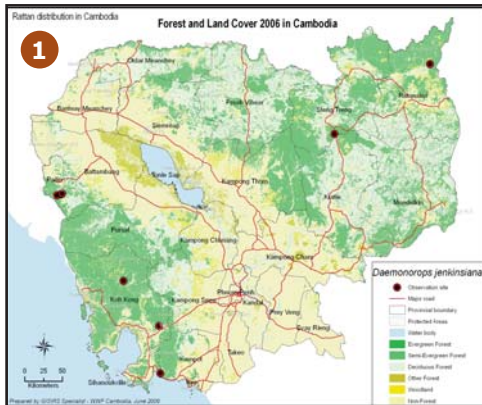 Rattan distribution in Cambodia
Forest and Land Cover 2006 in Cambodia
1
Oddar Meanchey
Banteay Meanchey
Preah Vihear
Stung Treng
Ratanakiri
Siemreap
Battambang
Pailin
Tonle Sap
Kampong Thom
Kratie
Mondulkiri
Pursat
Kampong Chhnang
Kampong Cham
Koh Kong
Kampong Speu
Phnom Penh
Kandal
Prey Veng
Svay Rieng
Takeo
Kampot
Kep
Sihanoukville
Kilometers
Prepared by GIS/RS Specialist - WWF Cambodia, June 2006
Daemonorops jenkinsiana
Observation site
Major road
Provincial boundary
Protected Areas
Water body
Evergreen Forest
Semi-Evergreen Forest
Deciduous Forest
Other Forest
Woodland
Non-Forest